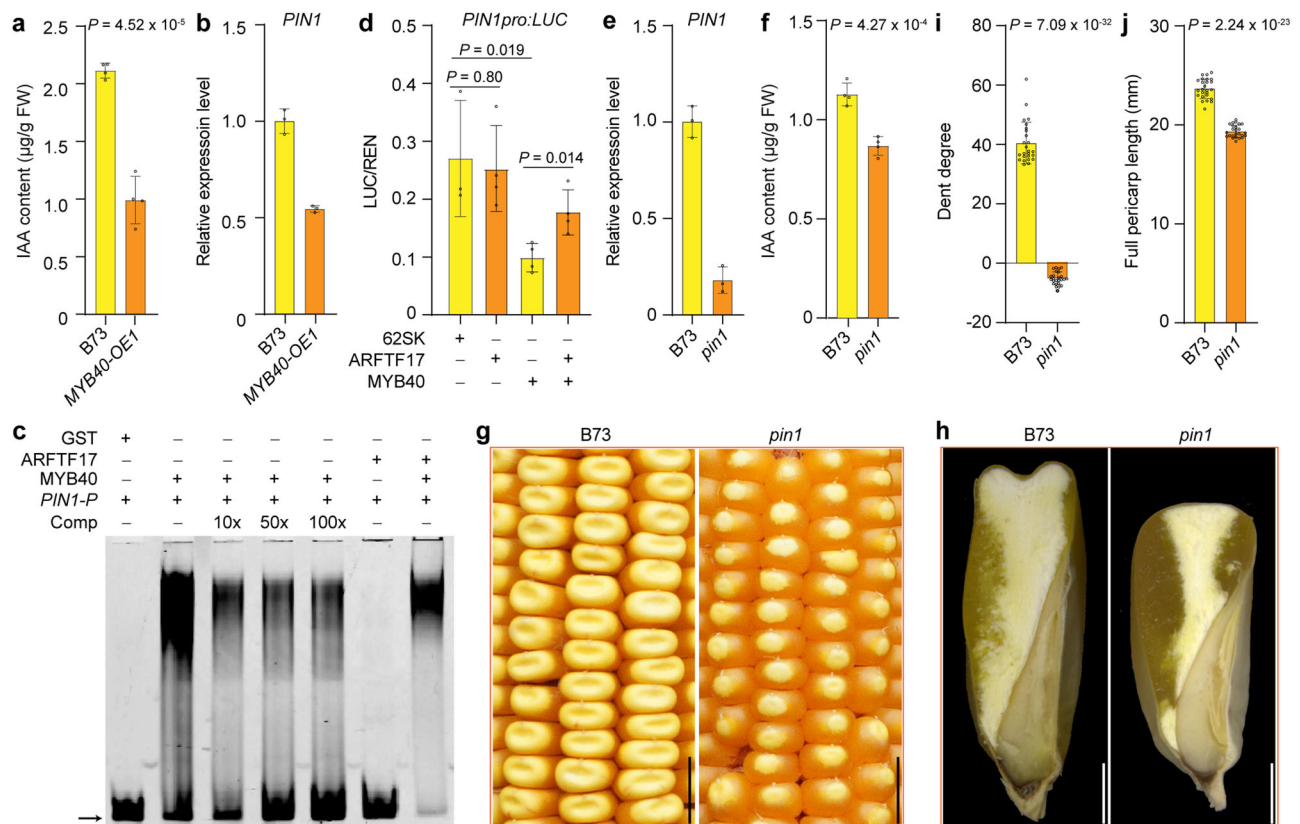 a
P = 4.52 x 10-5
IAA content (µg/g FW)
2.5
2.0
1.5
1.0
0.5
0
B73
MYB40-OE1
b
PIN1
Relative expressoin level
1.5
1.0
0.5
0
B73
MYB40-OE1
d
PIN1pro:LUC
P = 0.019
P = 0.80
P = 0.014
LUC/REN
0.5
0.4
0.3
0.2
0.1
0
62SK + – – –
ARFTF17 – + – +
MYB40 – – + +
e
PIN1
Relative expressoin level
1.5
1.0
0.5
0
B73
pin1
f
P = 4.27 x 10-4
IAA content (µg/g FW)
1.5
1.0
0.5
0
B73
pin1
i
P = 7.09 x 10-32
Dent degree
80
60
40
20
0
-20
B73
pin1
j
P = 2.24 x 10-23
Full pericarp length (mm)
30
20
10
0
B73
pin1
c
GST + – – – – – –
ARFTF17 – – – – – + +
MYB40 – + + + + – +
PIN1-P + + + + + + +
Comp – – 10x 50x 100x – –
g
B73
pin1
h
B73
pin1